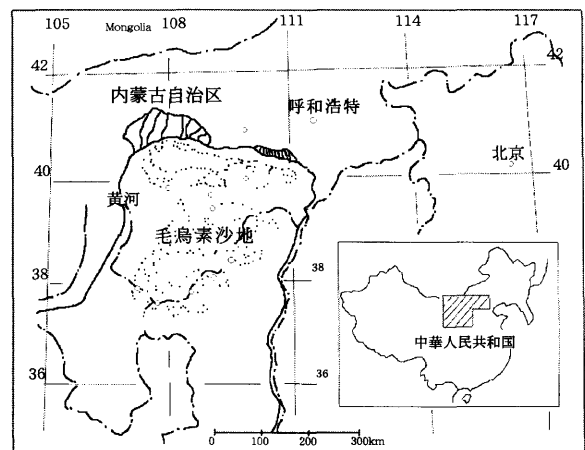 105 Mongolia 108 111 114 117
42 42
内蒙古自治区 呼和浩特
北京
40 40
黄河
毛烏素沙地
38 38
中華人民共和国
36 36
0 100 200 300km